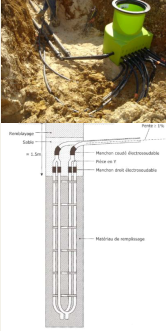 Pente : 1%
Remblayage
Sable
> 1,5m
Manchon coudé électrosoudable
Pièce en Y
Manchon droit électrosoudable
Matériau de remplissage